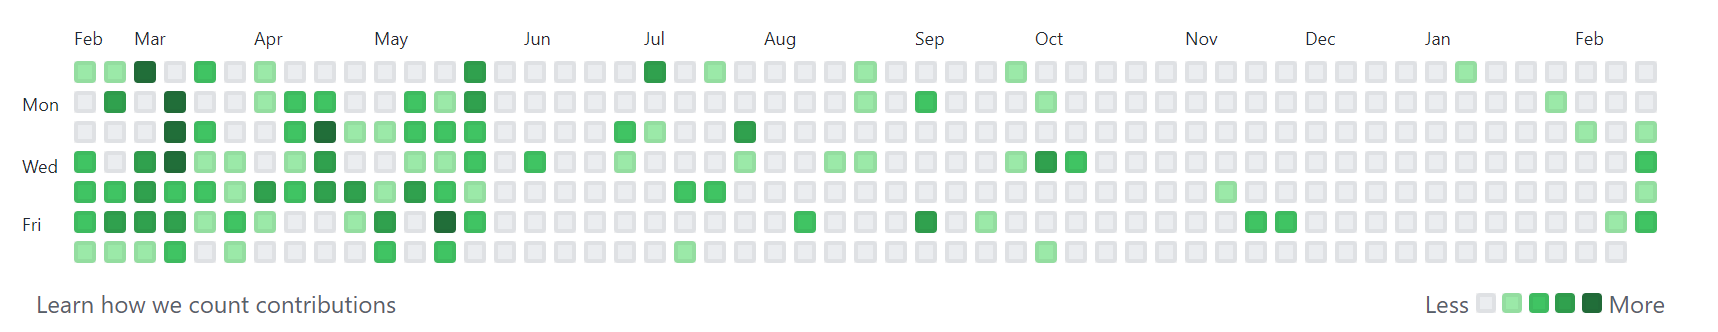 Feb Mar Apr May Jun Jul Aug Sep Oct Nov Dec Jan Feb
Mon
Wed
Fri
Learn how we count contributions
Less More